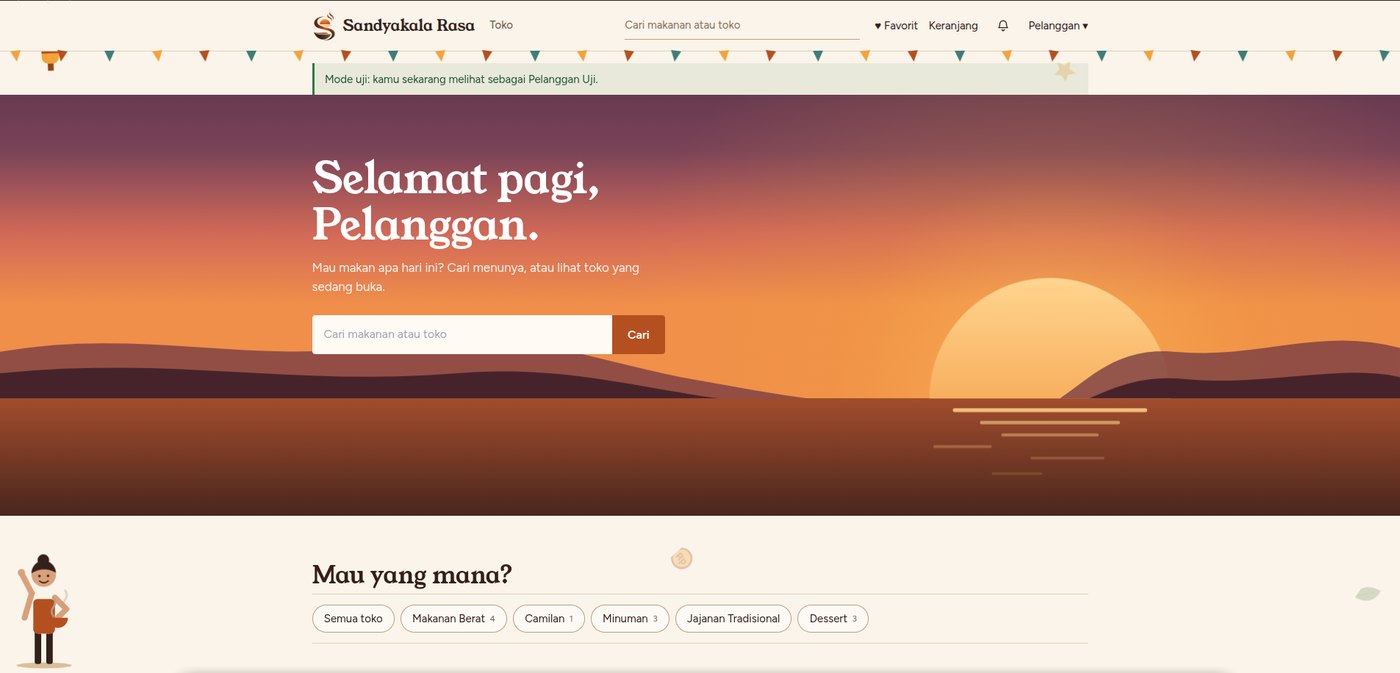 Sandyakala Rasa
Toko
Cari makanan atau toko
♥ Favorit
Keranjang
Pelanggan ▾
Mode uji: kamu sekarang melihat sebagai Pelanggan Uji.
Selamat pagi,
Pelanggan.
Mau makan apa hari ini? Cari menunya, atau lihat toko yang
sedang buka.
Cari makanan atau toko
Cari
Mau yang mana?
Semua toko
Makanan Berat 4
Camilan 1
Minuman 3
Jajanan Tradisional
Dessert 3